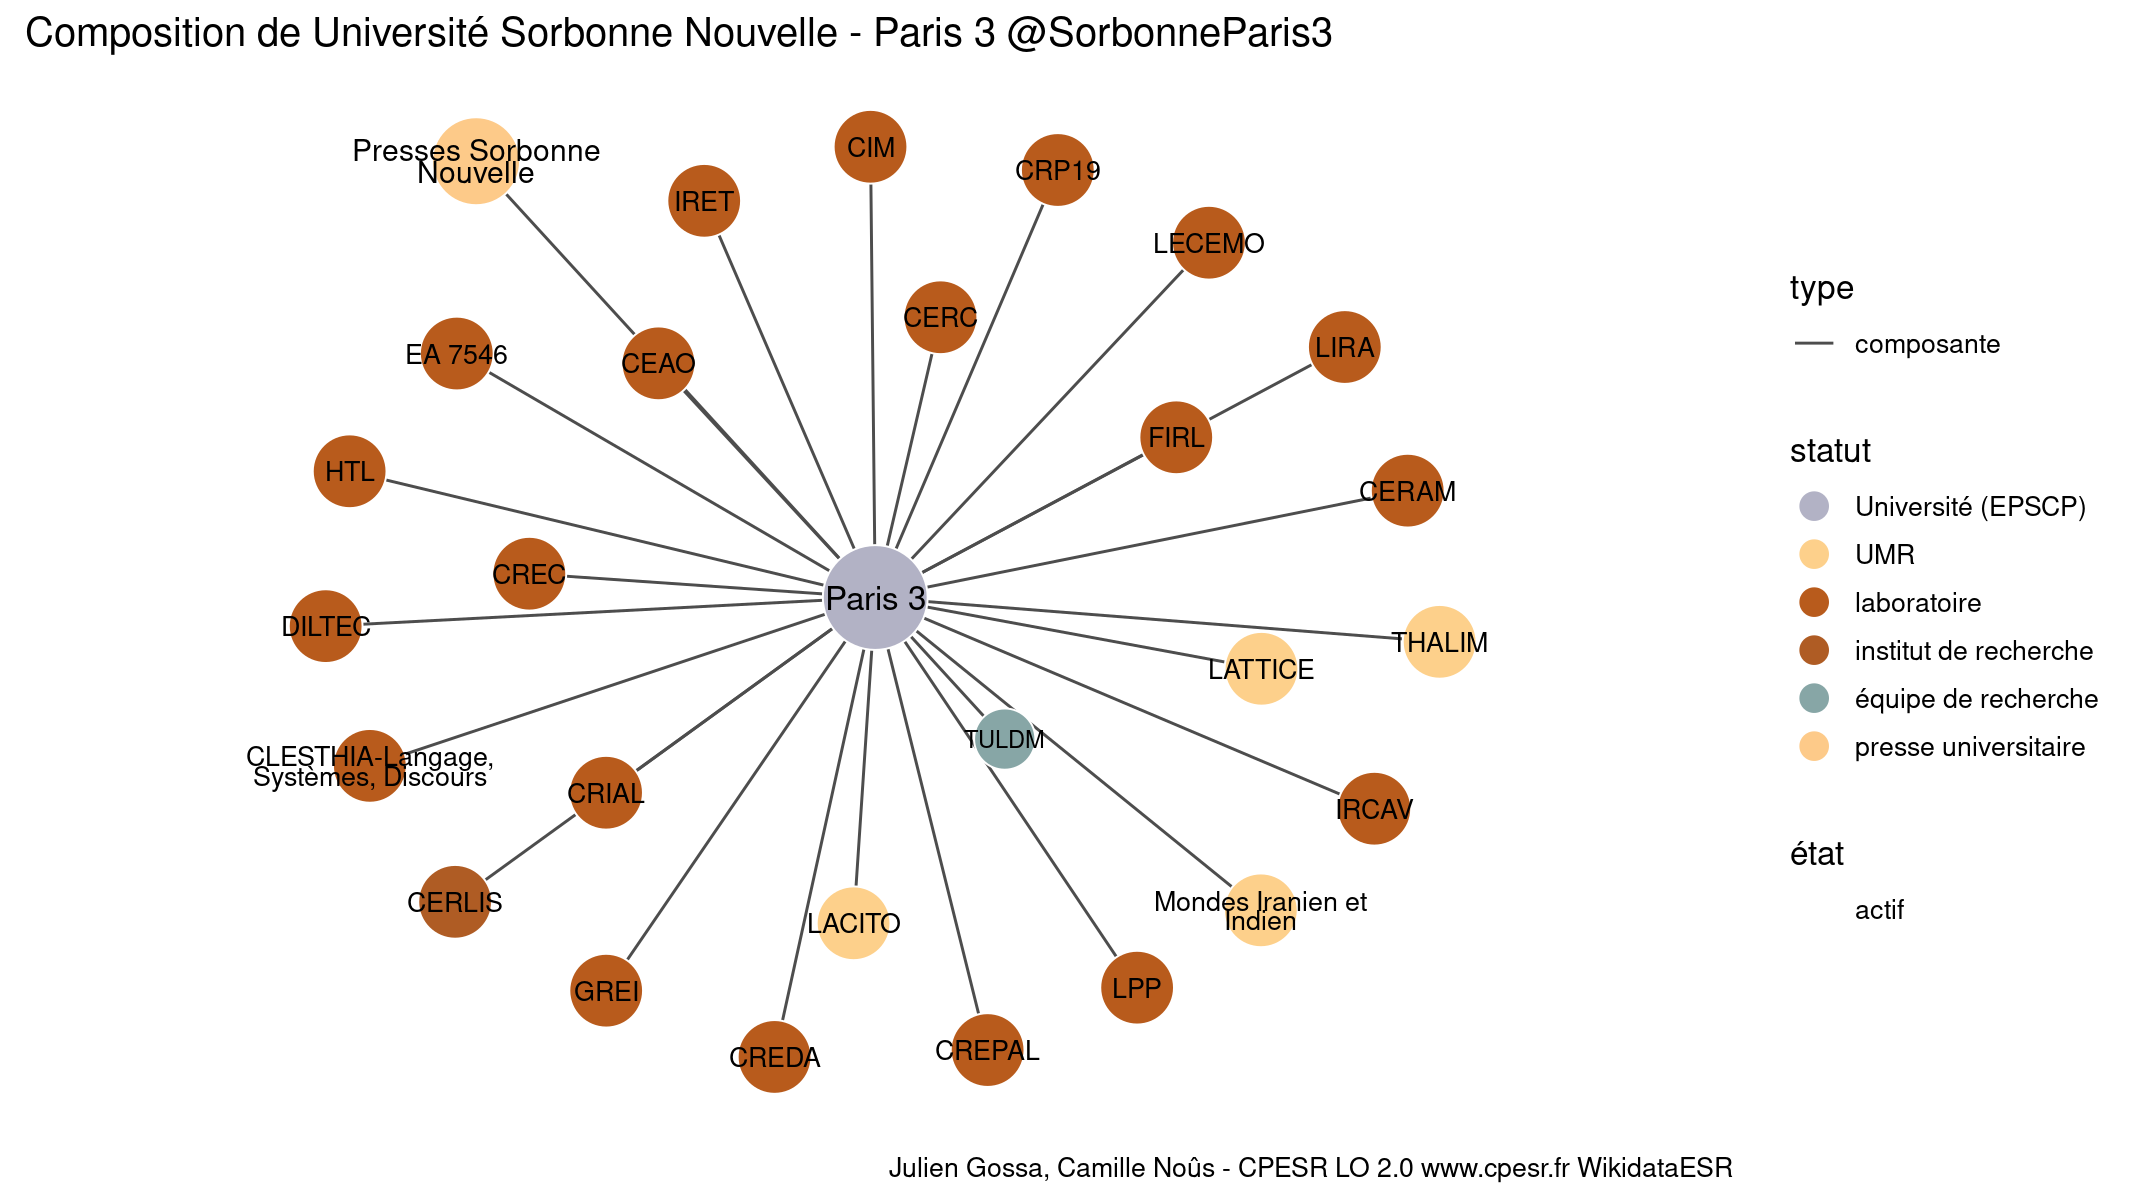 Composition de Université Sorbonne Nouvelle - Paris 3 @SorbonneParis3
Presses Sorbonne
Nouvelle
CIM
CRP19
IRET
LECEMO
CERC
LIRA
EA 7546
CEAO
FIRL
HTL
CERAM
CREC
Paris 3
DILTEC
THALIM
LATTICE
TULDM
CLESTHIA-Langage,
Systèmes, Discours
CRIAL
IRCAV
CERLIS
LACITO
Mondes Iranien et
Indien
GREI
LPP
CREDA
CREPAL
type
composante
statut
Université (EPSCP)
UMR
laboratoire
institut de recherche
équipe de recherche
presse universitaire
état
actif
Julien Gossa, Camille Noûs - CPESR LO 2.0 www.cpesr.fr WikidataESR